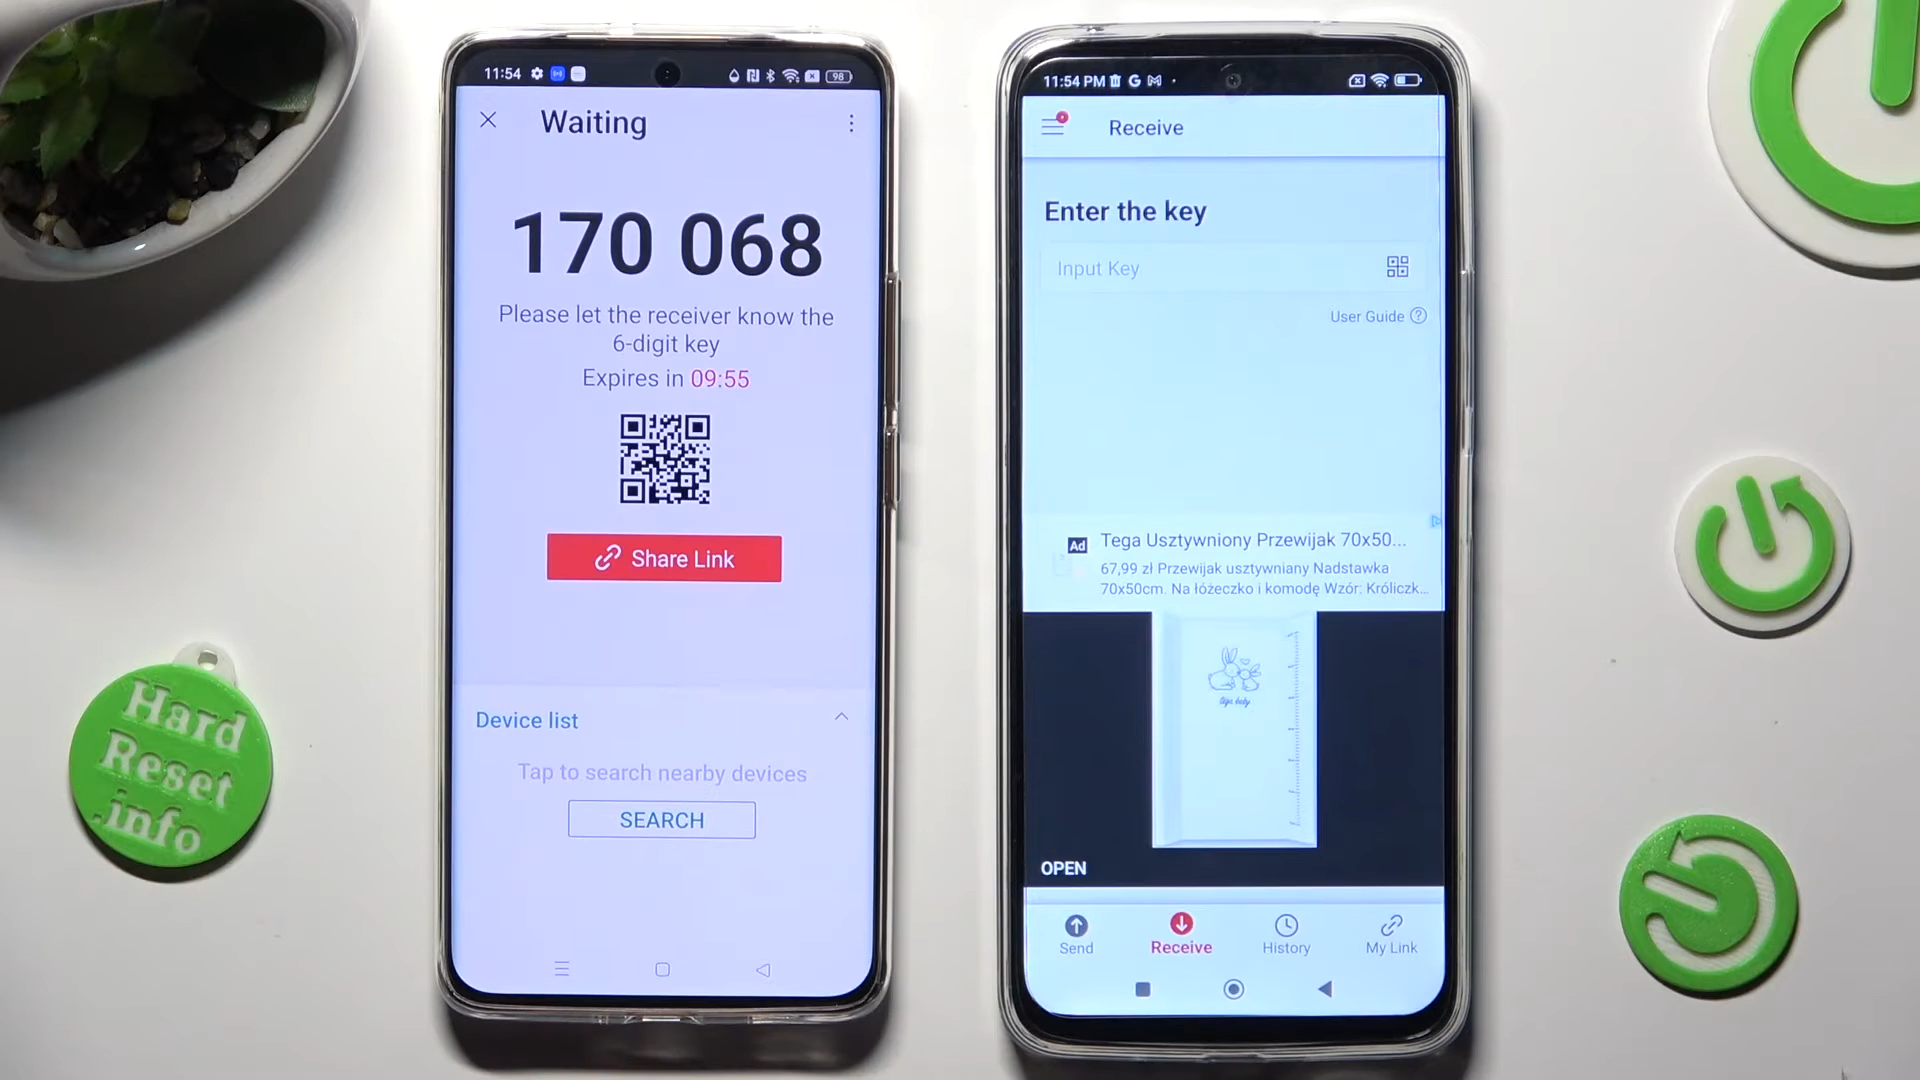 11:54
98
Waiting
170 068
Please let the receiver know the
6-digit key
Expires in 09:55
Share Link
Device list
Tap to search nearby devices
SEARCH
11:54 PM
Receive
Enter the key
Input Key
User Guide
Ad
Tega Usztywniony Przewijak 70x50...
67,99 zł Przewijak usztywniany Nadstawka
70x50cm. Na łóżeczko i komodę Wzór: Króliczk...
OPEN
Send
Receive
History
My Link
Hard
Reset
.info